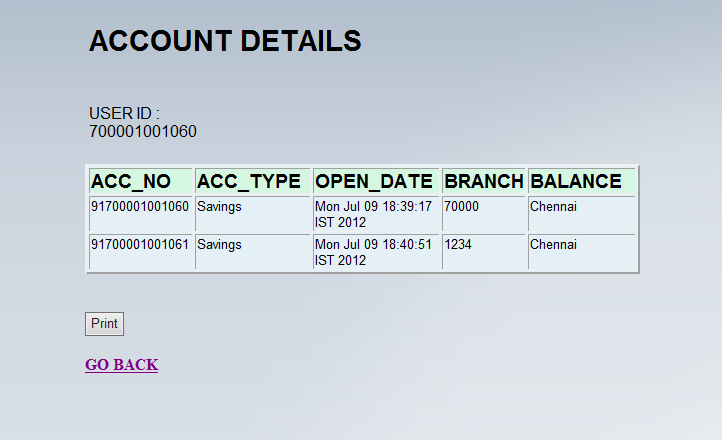 ACCOUNT DETAILS
USER ID :
700001001060
ACC_NO ACC_TYPE OPEN_DATE BRANCH BALANCE
91700001001060 Savings Mon Jul 09 18:39:17 70000 Chennai
IST 2012
91700001001061 Savings Mon Jul 09 18:40:51 1234 Chennai
IST 2012
Print
GO BACK